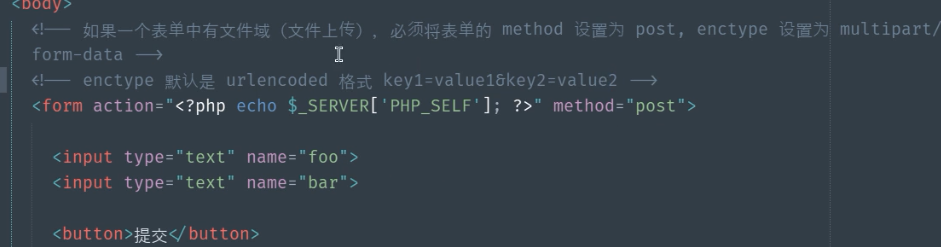 <body>
<!-- 如果一个表单中有文件域（文件上传），必须将表单的 method 设置为 post, enctype 设置为 multipart/
form-data -->
<!-- enctype 默认是 urlencoded 格式 key1=value1&key2=value2 -->
<form action="<?php echo $_SERVER['PHP_SELF']; ?>" method="post">
<input type="text" name="foo">
<input type="text" name="bar">
<button>提交</button>